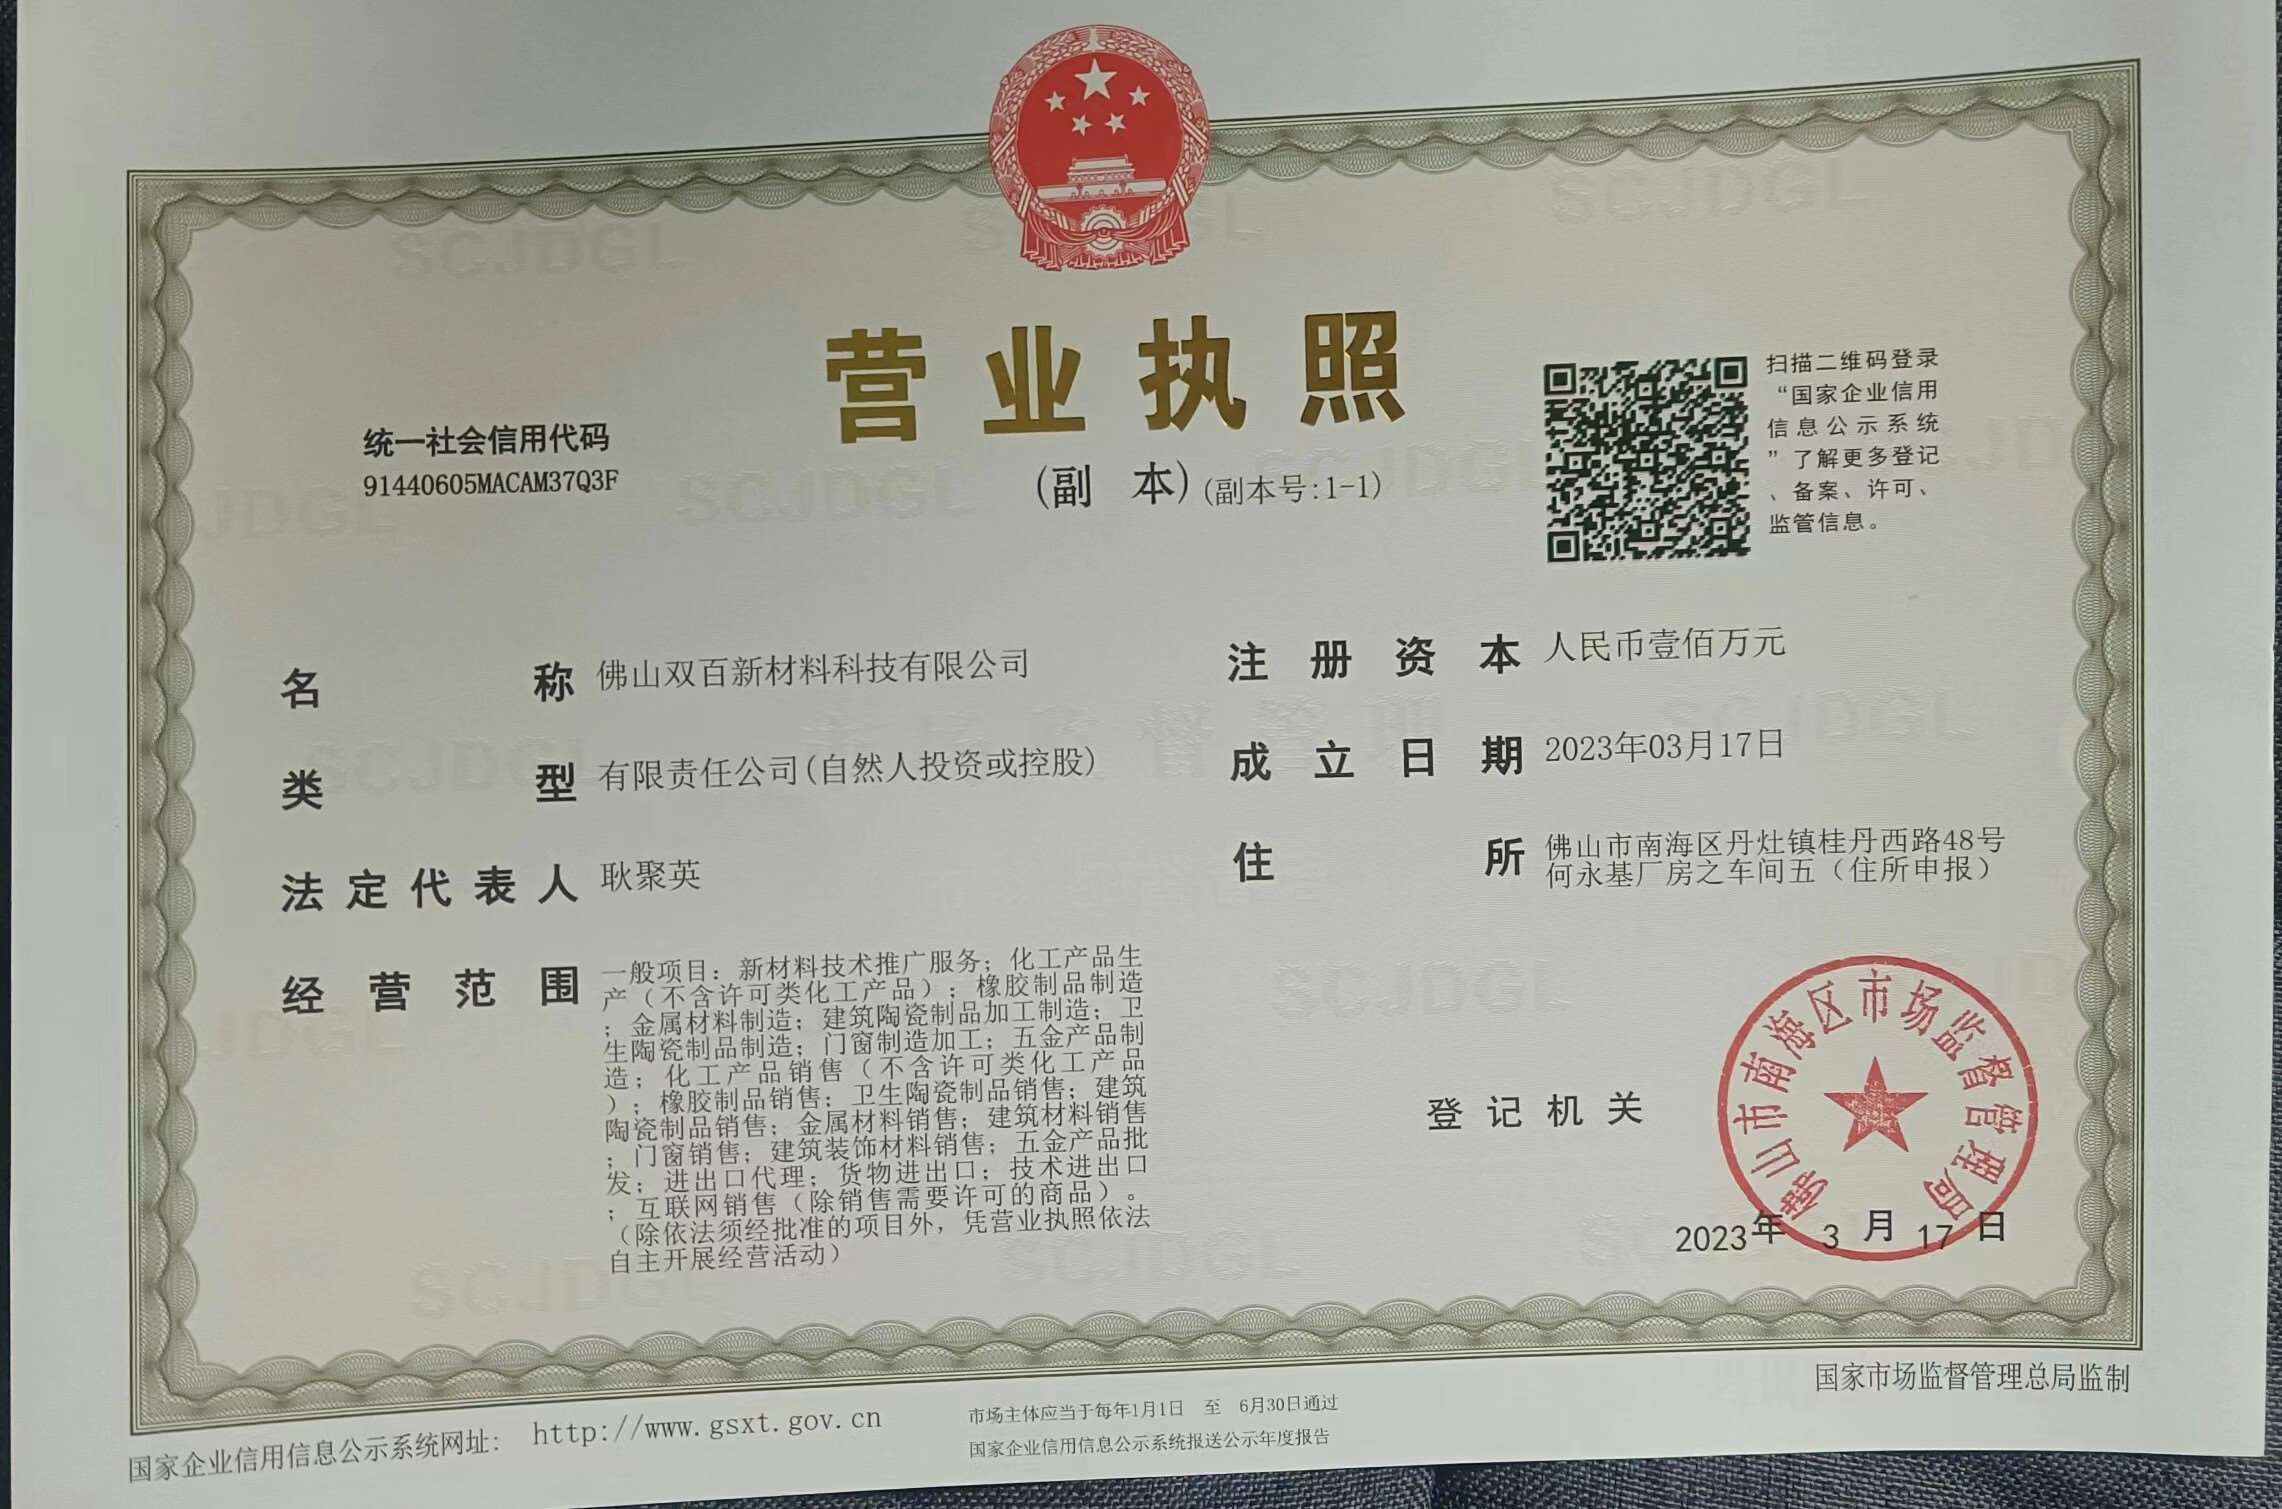 营业执照
(副 本)(副本号:1-1)
统一社会信用代码
91440605MACAM37Q3F
扫描二维码登录
“国家企业信用
信息公示系统
”了解更多登记
、备案、许可、
监管信息。
名 称 佛山双百新材料科技有限公司
类 型 有限责任公司(自然人投资或控股)
法定代表人 耿聚英
经营范围 一般项目：新材料技术推广服务；化工产品生
产（不含许可类化工产品）；橡胶制品制造
；金属材料制造；建筑陶瓷制品加工制造；卫
生陶瓷制品制造；门窗制造加工；五金产品制
造；化工产品销售（不含许可类化工产品
）；橡胶制品销售；卫生陶瓷制品销售；建筑
陶瓷制品销售；金属材料销售；建筑材料销售
；门窗销售；建筑装饰材料销售；五金产品批
发；进出口代理；货物进出口；技术进出口
；互联网销售（除销售需要许可的商品）。
（除依法须经批准的项目外，凭营业执照依法
自主开展经营活动）
注册资本 人民币壹佰万元
成立日期 2023年03月17日
住 所 佛山市南海区丹灶镇桂丹西路48号
何永基厂房之车间五（住所申报）
登记机关
佛山市南海区市场监督管理局
2023年 3 月 17 日
国家市场监督管理总局监制
国家企业信用信息公示系统网址: http://www.gsxt.gov.cn
市场主体应当于每年1月1日 至 6月30日通过
国家企业信用信息公示系统报送公示年度报告
SCJDGL